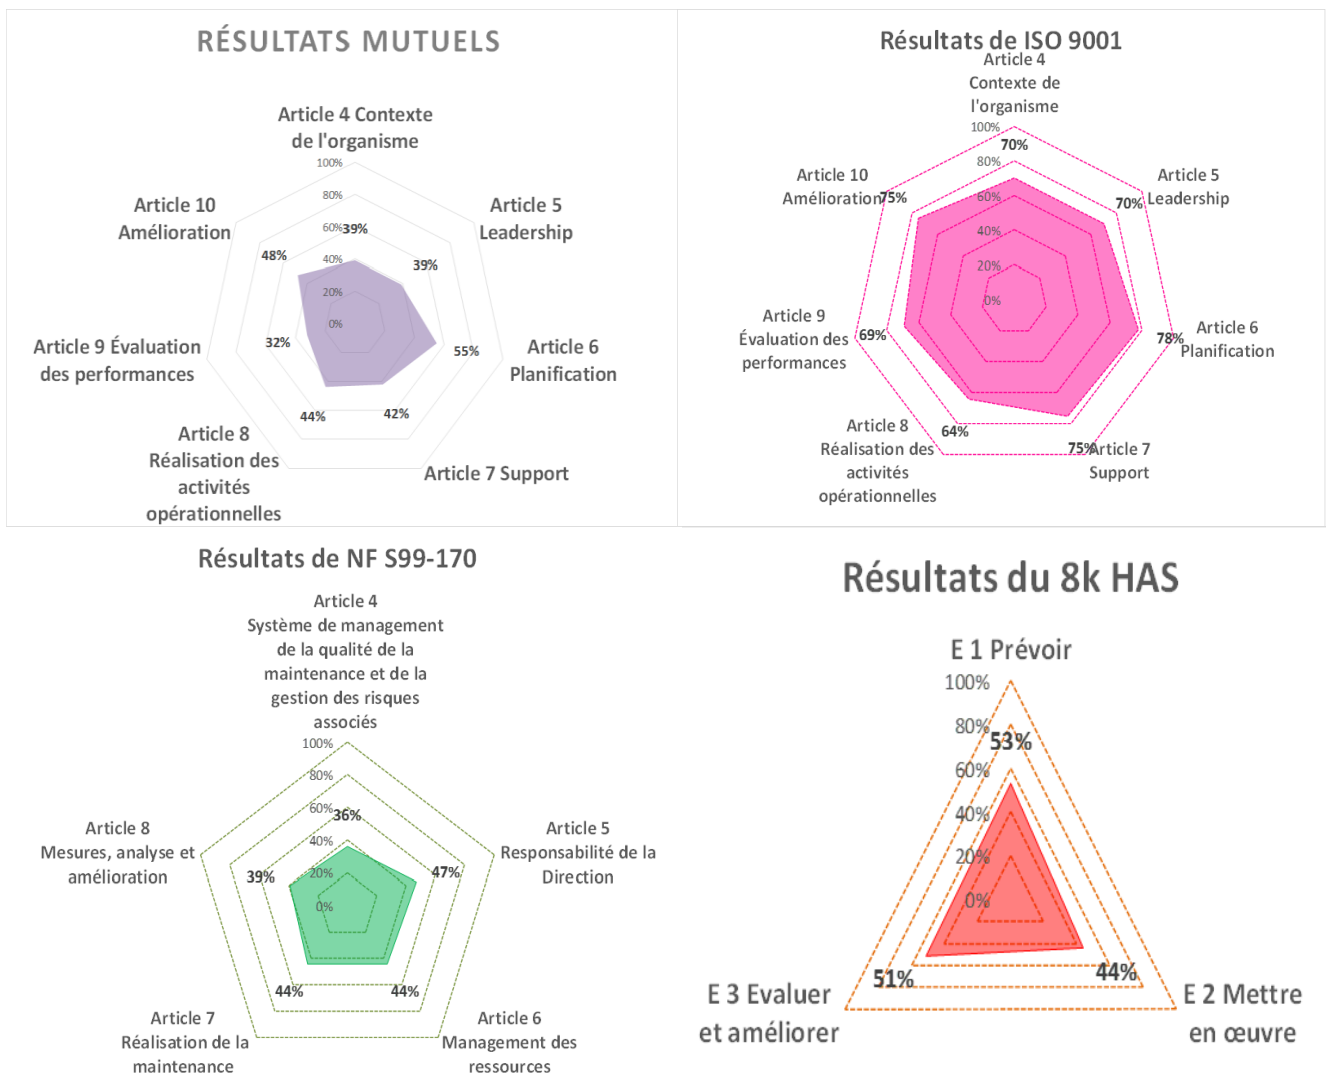 RÉSULTATS MUTUELS
Article 4 Contexte
de l'organisme
100%
80%
60%
40%
20%
0%
39%
Article 5
Leadership
39%
Article 6
Planification
55%
Article 7 Support
42%
Article 8
Réalisation des
activités
opérationnelles
44%
Article 9 Évaluation
des performances
32%
Article 10
Amélioration
48%
Résultats de ISO 9001
Article 4
Contexte de
l'organisme
100%
80%
60%
40%
20%
0%
70%
Article 5
Leadership
70%
Article 6
Planification
78%
Article 7
Support
75%
Article 8
Réalisation des
activités
opérationnelles
64%
Article 9
Évaluation des
performances
69%
Article 10
Amélioration
75%
Résultats de NF S99-170
Article 4
Système de management
de la qualité de la
maintenance et de la
gestion des risques
associés
100%
80%
60%
40%
20%
0%
36%
Article 5
Responsabilité de la
Direction
47%
Article 6
Management des
ressources
44%
Article 7
Réalisation de la
maintenance
44%
Article 8
Mesures, analyse et
amélioration
39%
Résultats du 8k HAS
E 1 Prévoir
100%
80%
60%
40%
20%
0%
53%
E 2 Mettre
en œuvre
44%
E 3 Evaluer
et améliorer
51%